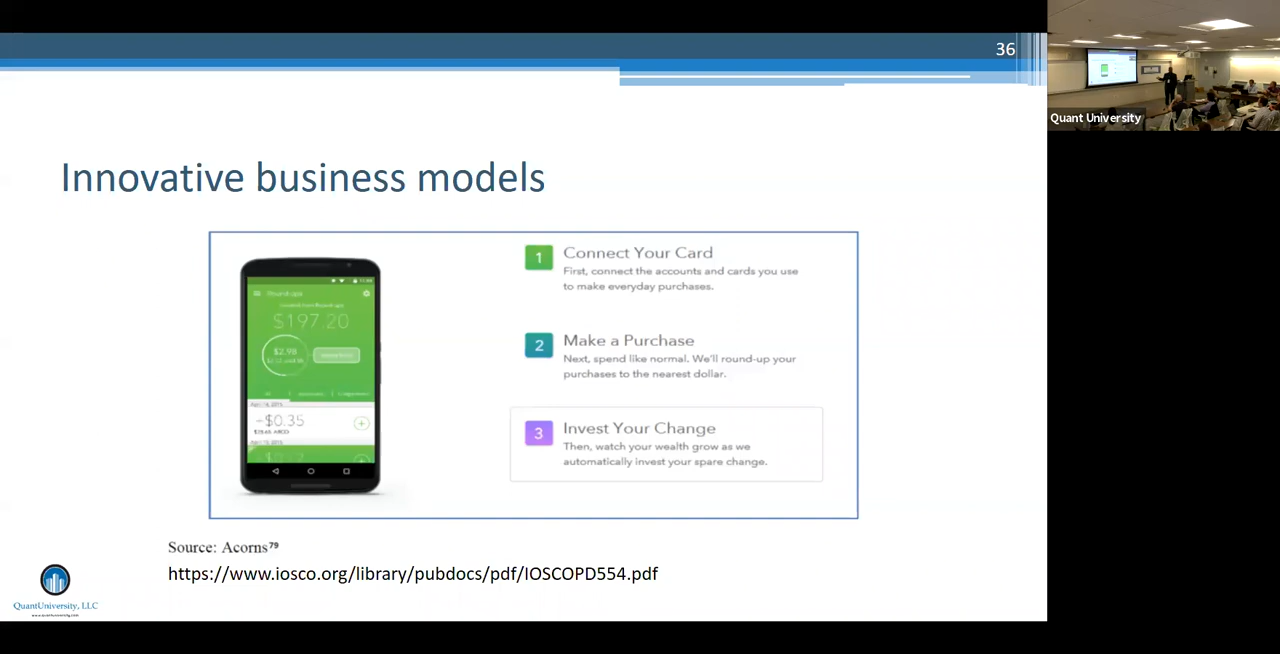 36
Quant University
Innovative business models
$197.20
$2.98
-$0.35
1
Connect Your Card
First, connect the accounts and cards you use
to make everyday purchases.
2
Make a Purchase
Next, spend like normal. We'll round-up your
purchases to the nearest dollar.
3
Invest Your Change
Then, watch your wealth grow as we
automatically invest your spare change.
Source: Acorns79
https://www.iosco.org/library/pubdocs/pdf/IOSCOPD554.pdf
QuantUniversity, LLC